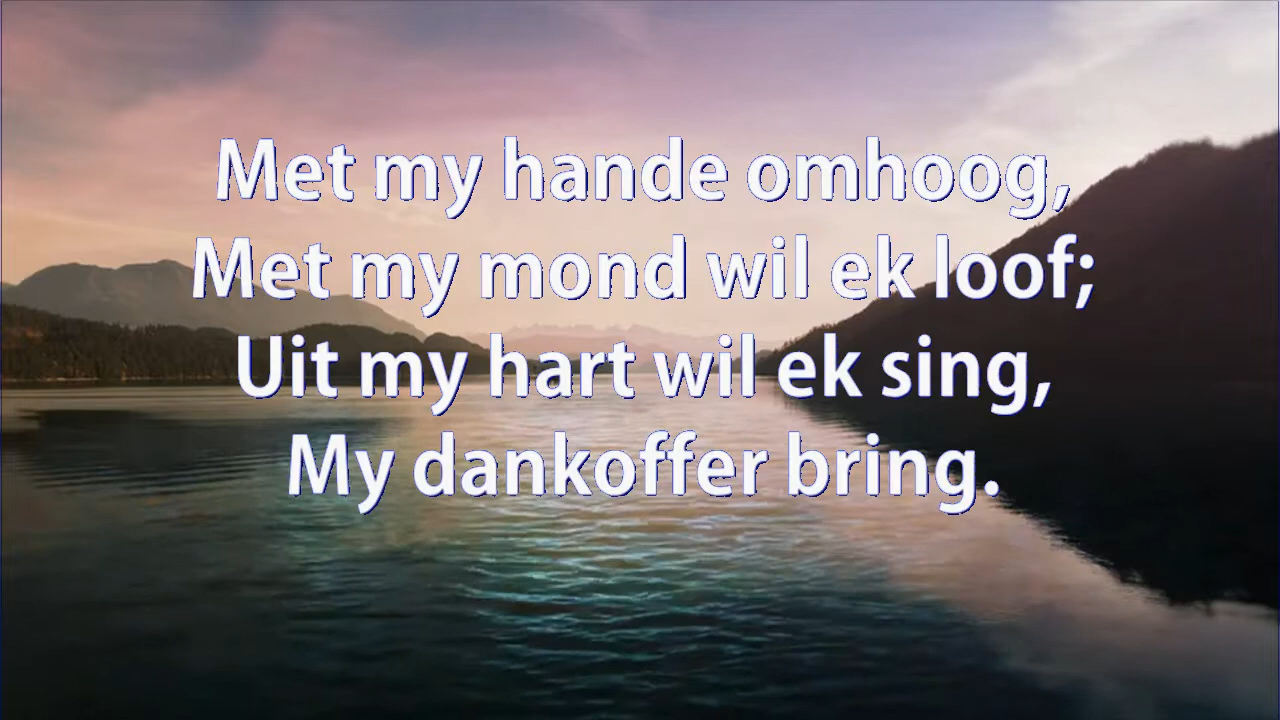 Met my hande omhoog,
Met my mond wil ek loof;
Uit my hart wil ek sing,
My dankoffer bring.